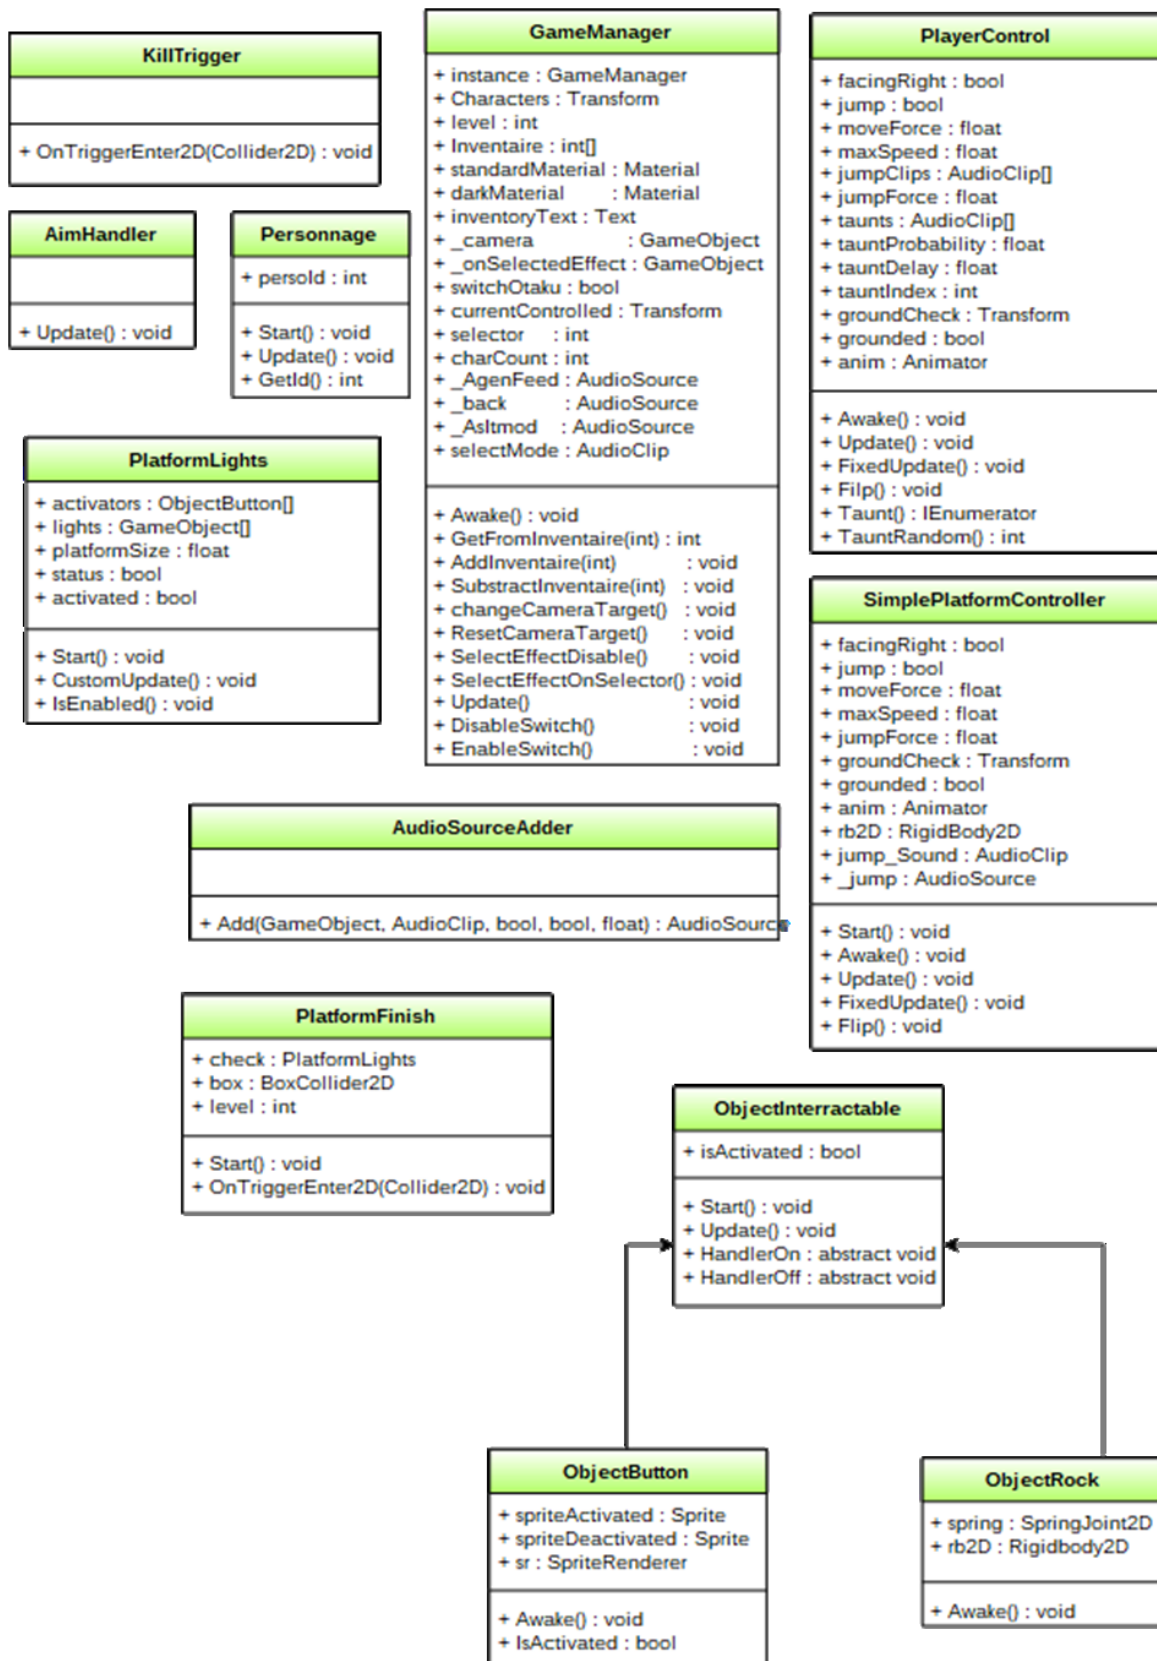 KillTrigger
+ OnTriggerEnter2D(Collider2D) : void
AimHandler
+ Update() : void
Personnage
+ persoId : int
+ Start() : void
+ Update() : void
+ GetId() : int
PlatformLights
+ activators : ObjectButton[]
+ lights : GameObject[]
+ platformSize : float
+ status : bool
+ activated : bool
+ Start() : void
+ CustomUpdate() : void
+ IsEnabled() : void
GameManager
+ instance : GameManager
+ Characters : Transform
+ level : int
+ Inventaire : int[]
+ standardMaterial : Material
+ darkMaterial : Material
+ inventoryText : Text
+ _camera : GameObject
+ _onSelectedEffect : GameObject
+ switchOtaku : bool
+ currentControlled : Transform
+ selector : int
+ charCount : int
+ _AgenFeed : AudioSource
+ _back : AudioSource
+ _Asltmod : AudioSource
+ selectMode : AudioClip
+ Awake() : void
+ GetFromInventaire(int) : int
+ AddInventaire(int) : void
+ SubstractInventaire(int) : void
+ changeCameraTarget() : void
+ ResetCameraTarget() : void
+ SelectEffectDisable() : void
+ SelectEffectOnSelector() : void
+ Update() : void
+ DisableSwitch() : void
+ EnableSwitch() : void
PlayerControl
+ facingRight : bool
+ jump : bool
+ moveForce : float
+ maxSpeed : float
+ jumpClips : AudioClip[]
+ jumpForce : float
+ taunts : AudioClip[]
+ tauntProbability : float
+ tauntDelay : float
+ tauntIndex : int
+ groundCheck : Transform
+ grounded : bool
+ anim : Animator
+ Awake() : void
+ Update() : void
+ FixedUpdate() : void
+ Filp() : void
+ Taunt() : IEnumerator
+ TauntRandom() : int
SimplePlatformController
+ facingRight : bool
+ jump : bool
+ moveForce : float
+ maxSpeed : float
+ jumpForce : float
+ groundCheck : Transform
+ grounded : bool
+ anim : Animator
+ rb2D : RigidBody2D
+ jump_Sound : AudioClip
+ _jump : AudioSource
+ Start() : void
+ Awake() : void
+ Update() : void
+ FixedUpdate() : void
+ Flip() : void
AudioSourceAdder
+ Add(GameObject, AudioClip, bool, bool, float) : AudioSource
PlatformFinish
+ check : PlatformLights
+ box : BoxCollider2D
+ level : int
+ Start() : void
+ OnTriggerEnter2D(Collider2D) : void
ObjectInterractable
+ isActivated : bool
+ Start() : void
+ Update() : void
+ HandlerOn : abstract void
+ HandlerOff : abstract void
ObjectButton
+ spriteActivated : Sprite
+ spriteDeactivated : Sprite
+ sr : SpriteRenderer
+ Awake() : void
+ IsActivated : bool
ObjectRock
+ spring : SpringJoint2D
+ rb2D : Rigidbody2D
+ Awake() : void